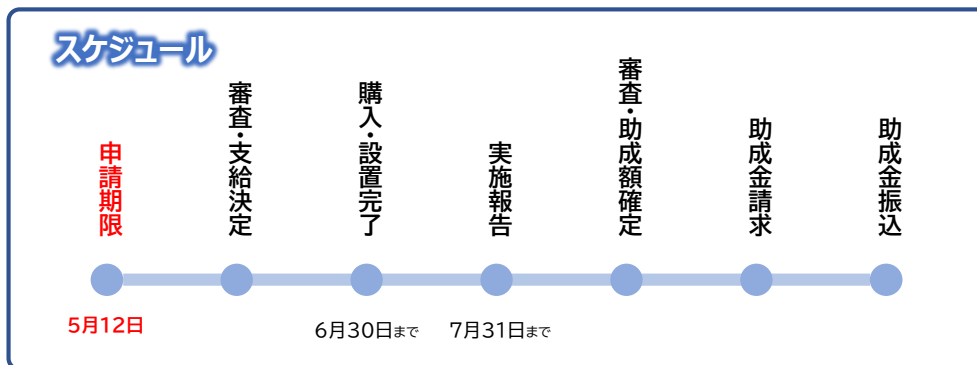 スケジュール
申請期限
審査・支給決定
購入・設置完了
実施報告
審査・助成額確定
助成金請求
助成金振込
5月12日
6月30日まで
7月31日まで